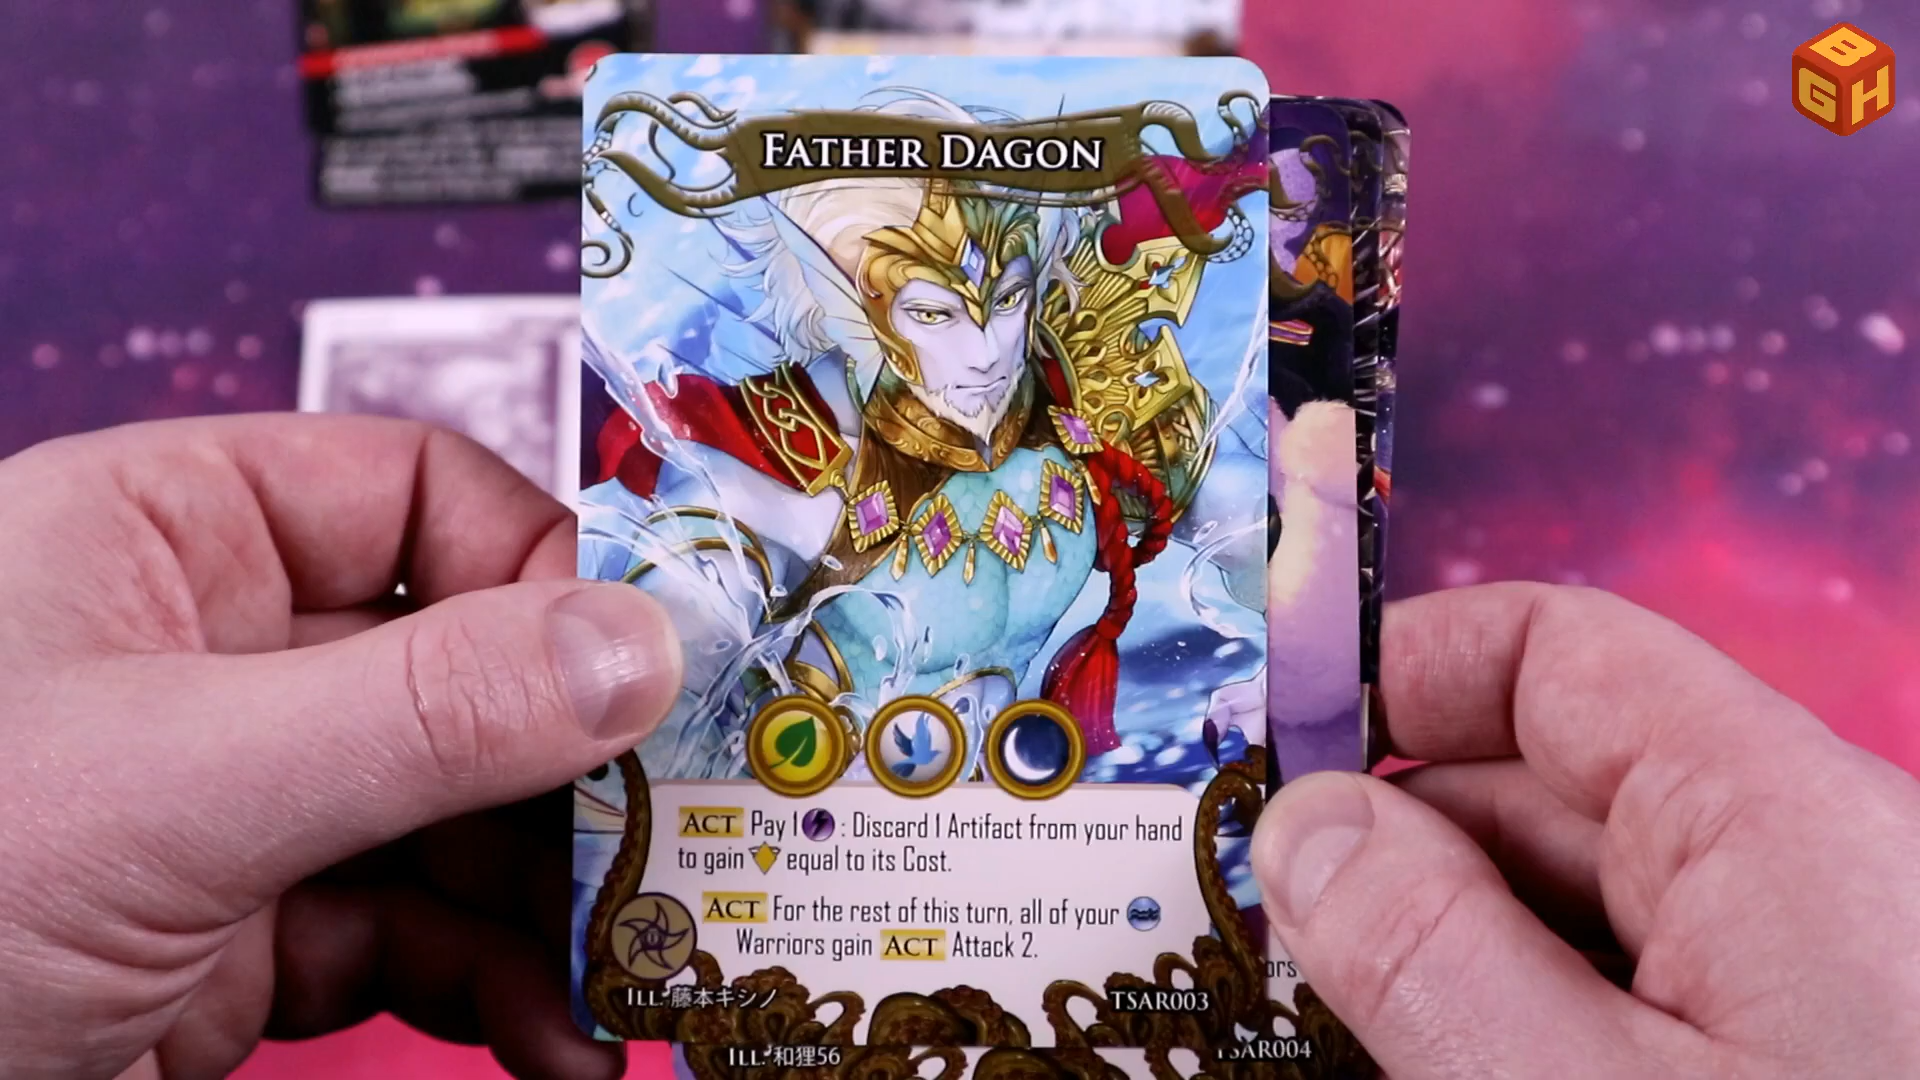 B
G H
FATHER DAGON
ACT Pay 1 : Discard 1 Artifact from your hand
to gain equal to its Cost.
ACT For the rest of this turn, all of your
Warriors gain ACT Attack 2.
ors
ILL. 藤本キシノ
TSAR003
ILL. 和狸56
TSAR004